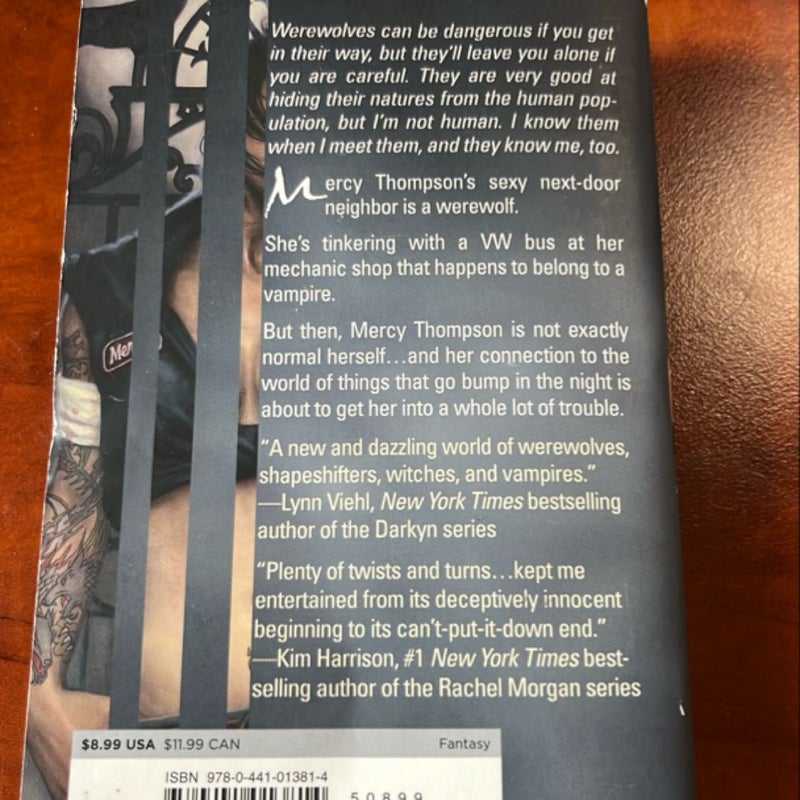 Werewolves can be dangerous if you get
in their way, but they'll leave you alone if
you are careful. They are very good at
hiding their natures from the human pop-
ulation, but I'm not human. I know them
when I meet them, and they know me, too.
Mercy Thompson's sexy next-door
neighbor is a werewolf.
She's tinkering with a VW bus at her
mechanic shop that happens to belong to a
vampire.
But then, Mercy Thompson is not exactly
normal herself...and her connection to the
world of things that go bump in the night is
about to get her into a whole lot of trouble.
"A new and dazzling world of werewolves,
shapeshifters, witches, and vampires."
—Lynn Viehl, New York Times bestselling
author of the Darkyn series
"Plenty of twists and turns...kept me
entertained from its deceptively innocent
beginning to its can't-put-it-down end."
—Kim Harrison, #1 New York Times best-
selling author of the Rachel Morgan series
Mer
$8.99 USA $11.99 CAN Fantasy
ISBN 978-0-441-01381-4
50899